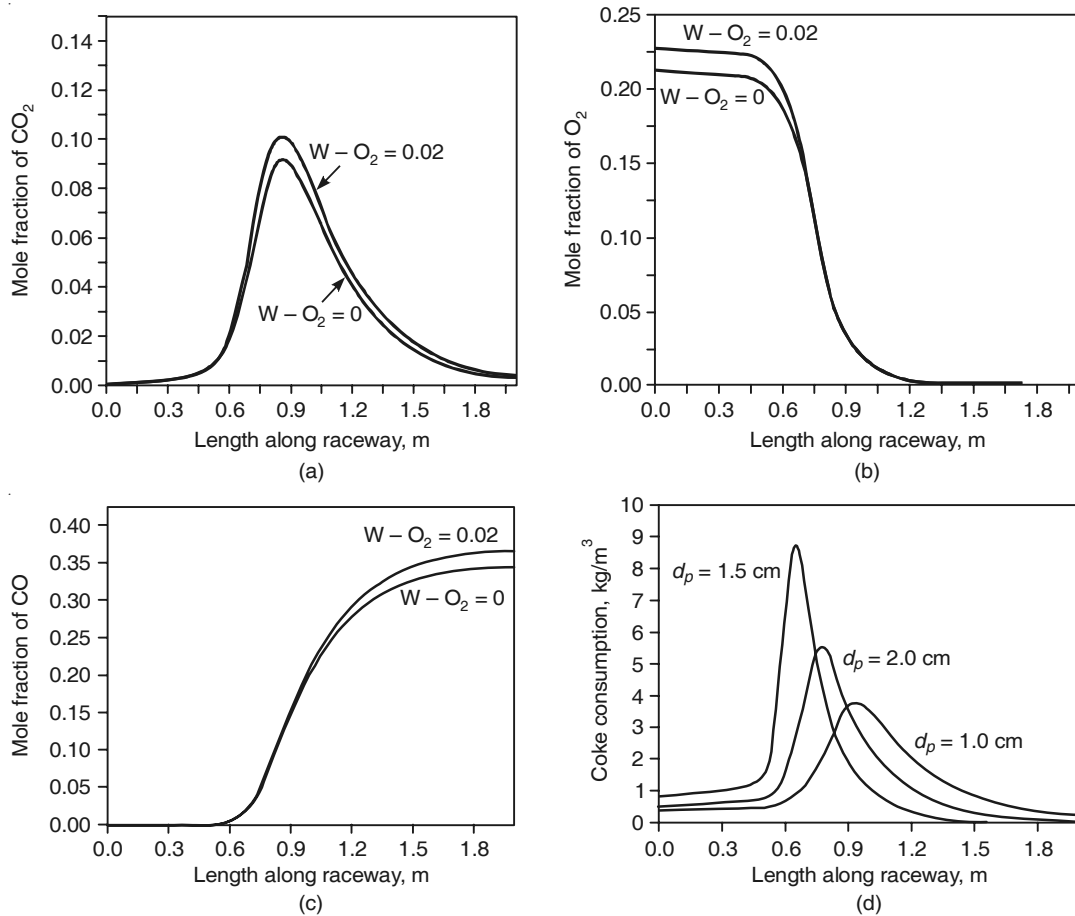 0.14
0.12
0.10
0.08
0.06
0.04
0.02
0.00
Mole fraction of CO₂
W – O₂ = 0.02
W – O₂ = 0
0.0 0.3 0.6 0.9 1.2 1.5 1.8
Length along raceway, m
(a)
0.25
0.20
0.15
0.10
0.05
0.00
Mole fraction of O₂
W – O₂ = 0.02
W – O₂ = 0
0.0 0.3 0.6 0.9 1.2 1.5 1.8
Length along raceway, m
(b)
0.40
0.35
0.30
0.25
0.20
0.15
0.10
0.05
0.00
Mole fraction of CO
W – O₂ = 0.02
W – O₂ = 0
0.0 0.3 0.6 0.9 1.2 1.5 1.8
Length along raceway, m
(c)
10
9
8
7
6
5
4
3
2
1
0
Coke consumption, kg/m³
dₚ = 1.5 cm
dₚ = 2.0 cm
dₚ = 1.0 cm
0.0 0.3 0.6 0.9 1.2 1.5 1.8
Length along raceway, m
(d)